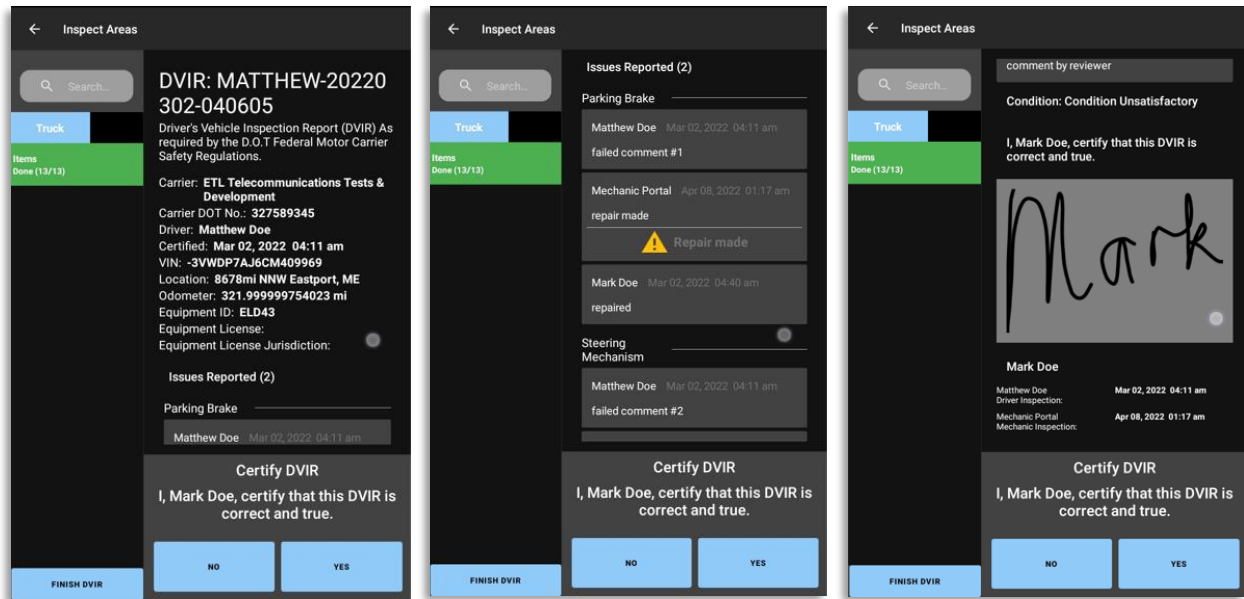 Inspect Areas
Search...
Truck
Items
Done (13/13)
FINISH DVIR
DVIR: MATTHEW-20220
302-040605
Driver's Vehicle Inspection Report (DVIR) As
required by the D.O.T Federal Motor Carrier
Safety Regulations.
Carrier: ETL Telecommunications Tests &
Development
Carrier DOT No.: 327589345
Driver: Matthew Doe
Certified: Mar 02, 2022 04:11 am
VIN: -3VWDP7AJ6CM409969
Location: 8678mi NNW Eastport, ME
Odometer: 321.999999754023 mi
Equipment ID: ELD43
Equipment License:
Equipment License Jurisdiction:
Issues Reported (2)
Parking Brake
Matthew Doe Mar 02, 2022 04:11 am
Certify DVIR
I, Mark Doe, certify that this DVIR is
correct and true.
NO YES
Inspect Areas
Search...
Truck
Items
Done (13/13)
FINISH DVIR
Issues Reported (2)
Parking Brake
Matthew Doe Mar 02, 2022 04:11 am
failed comment #1
Mechanic Portal Apr 08, 2022 01:17 am
repair made
Repair made
Mark Doe Mar 02, 2022 04:40 am
repaired
Steering
Mechanism
Matthew Doe Mar 02, 2022 04:11 am
failed comment #2
Certify DVIR
I, Mark Doe, certify that this DVIR is
correct and true.
NO YES
Inspect Areas
Search...
Truck
Items
Done (13/13)
FINISH DVIR
comment by reviewer
Condition: Condition Unsatisfactory
I, Mark Doe, certify that this DVIR is
correct and true.
Mark
Mark Doe
Matthew Doe Mar 02, 2022 04:11 am
Driver Inspection:
Mechanic Portal Apr 08, 2022 01:17 am
Mechanic Inspection:
Certify DVIR
I, Mark Doe, certify that this DVIR is
correct and true.
NO YES